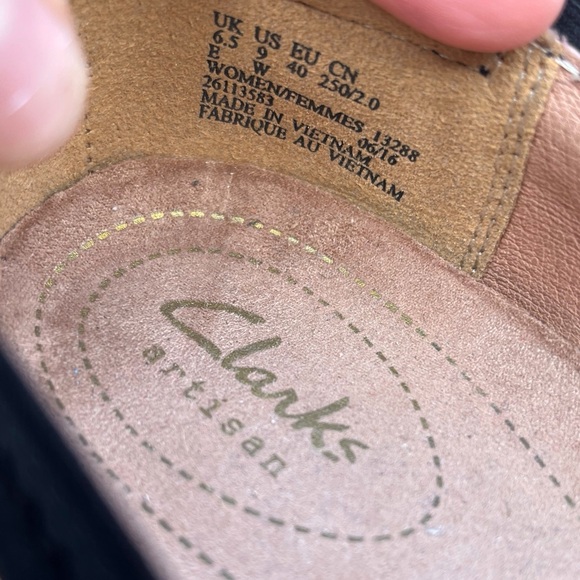 UK US EU CN
6.5 9 40 250/2.0
E W
WOMEN/FEMMES 13288
26113583 06/16
MADE IN VIETNAM
FABRIQUE AU VIETNAM
Clarks
artisan